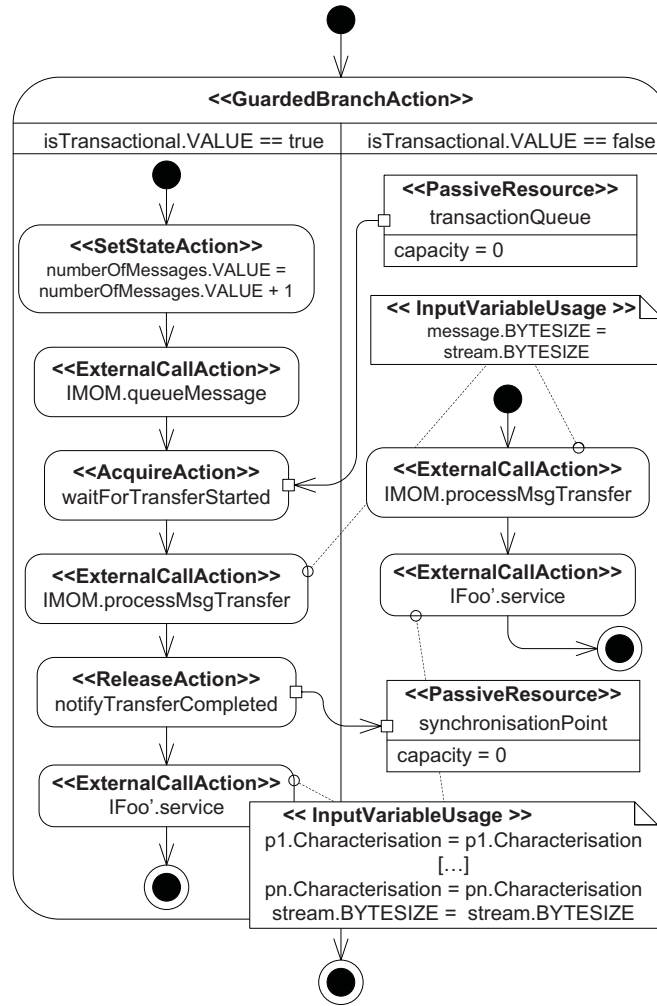 <<GuardedBranchAction>>
isTransactional.VALUE == true
isTransactional.VALUE == false
<<SetStateAction>>
numberOfMessages.VALUE =
numberOfMessages.VALUE + 1
<<ExternalCallAction>>
IMOM.queueMessage
<<AcquireAction>>
waitForTransferStarted
<<ExternalCallAction>>
IMOM.processMsgTransfer
<<ReleaseAction>>
notifyTransferCompleted
<<ExternalCallAction>>
IFoo’.service
<<PassiveResource>>
transactionQueue
capacity = 0
<< InputVariableUsage >>
message.BYTESIZE =
stream.BYTESIZE
<<ExternalCallAction>>
IMOM.processMsgTransfer
<<ExternalCallAction>>
IFoo’.service
<<PassiveResource>>
synchronisationPoint
capacity = 0
<< InputVariableUsage >>
p1.Characterisation = p1.Characterisation
[...]
pn.Characterisation = pn.Characterisation
stream.BYTESIZE = stream.BYTESIZE